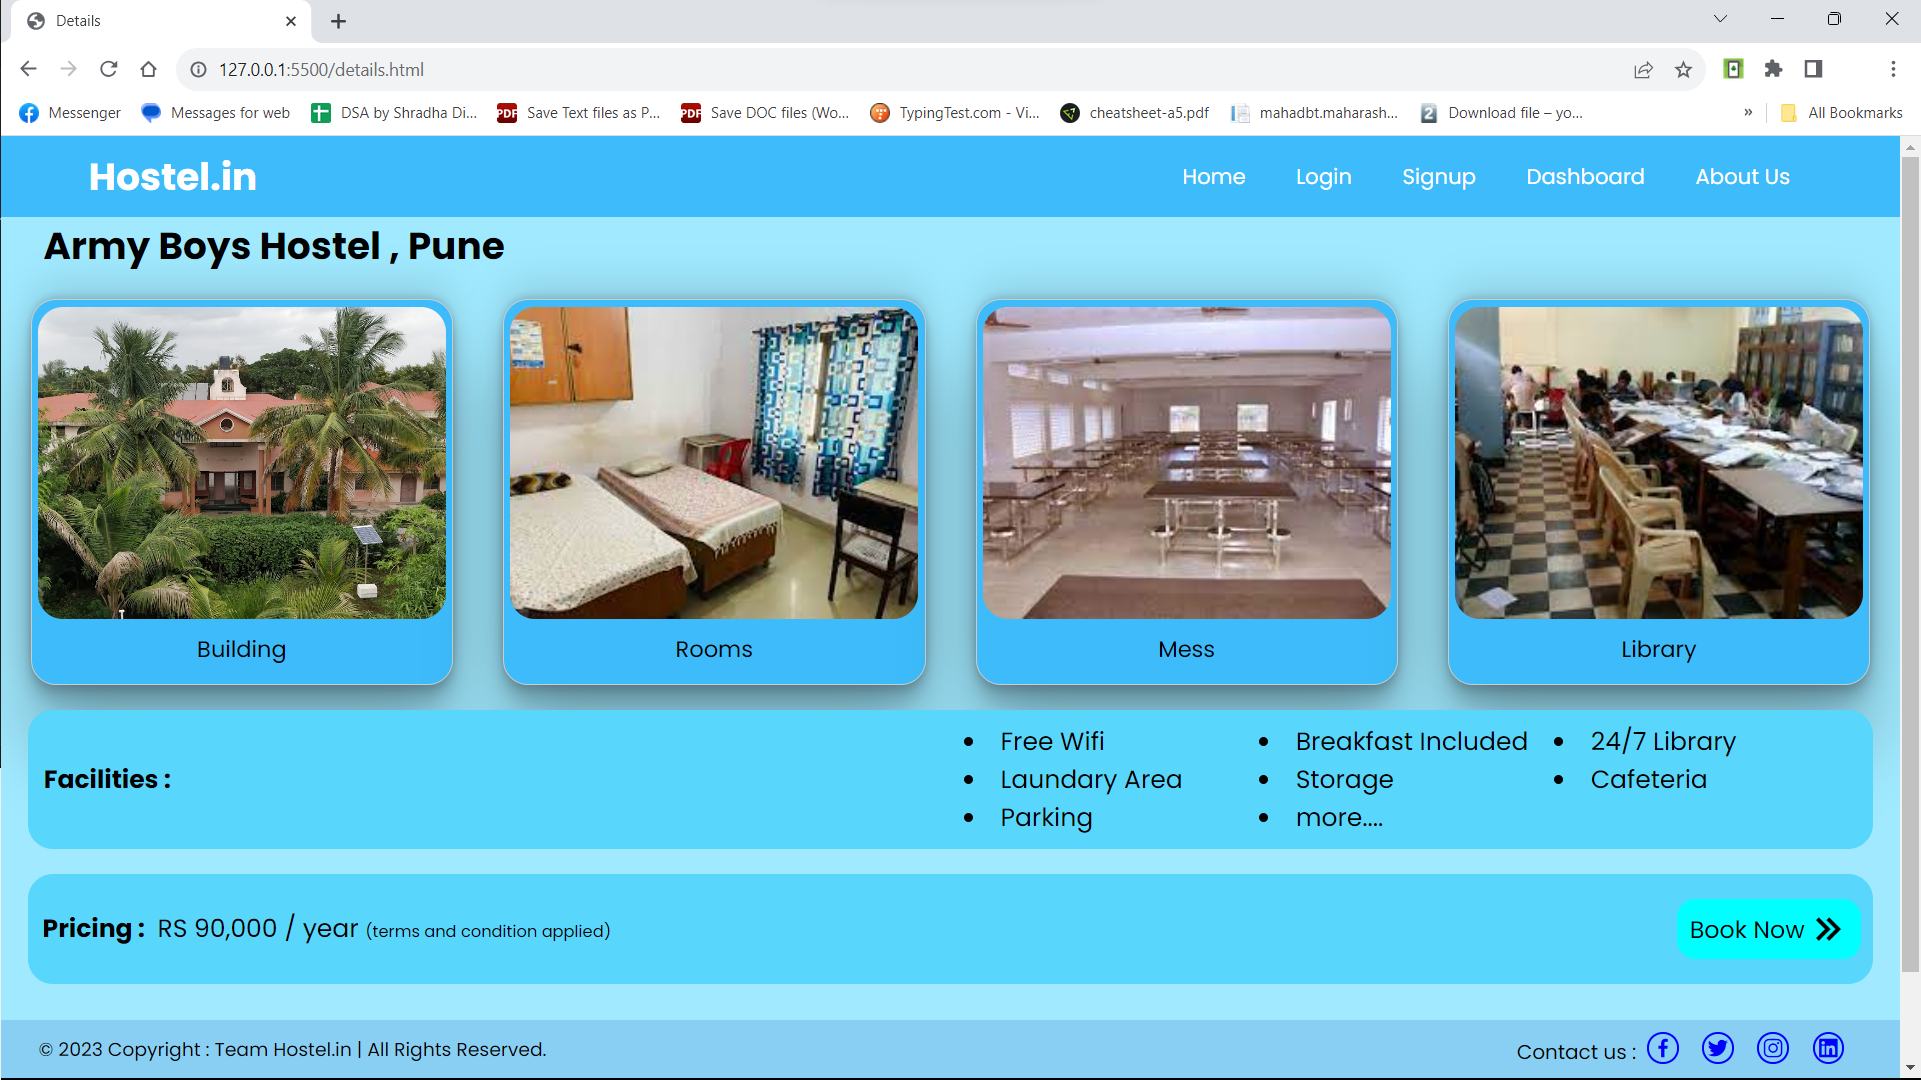 Details
127.0.0.1:5500/details.html
Messenger
Messages for web
DSA by Shradha Di...
PDF
Save Text files as P...
PDF
Save DOC files (Wo...
TypingTest.com - Vi...
cheatsheet-a5.pdf
mahadbt.maharash...
2
Download file – yo...
»
All Bookmarks
Hostel.in
Home
Login
Signup
Dashboard
About Us
Army Boys Hostel , Pune
Building
Rooms
Mess
Library
Facilities :
• Free Wifi
• Laundary Area
• Parking
• Breakfast Included
• Storage
• more....
• 24/7 Library
• Cafeteria
Pricing : RS 90,000 / year (terms and condition applied)
Book Now
© 2023 Copyright : Team Hostel.in | All Rights Reserved.
Contact us :